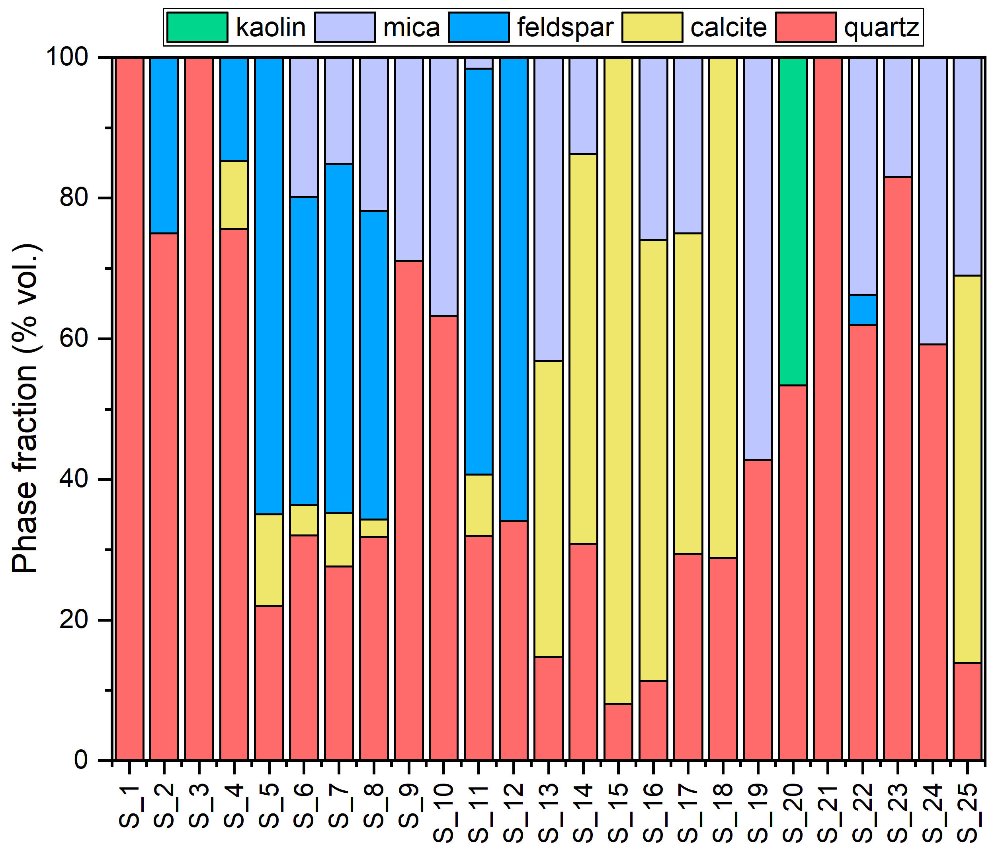 kaolin mica feldspar calcite quartz
Phase fraction (% vol.)
100
80
60
40
20
0
S_1 S_2 S_3 S_4 S_5 S_6 S_7 S_8 S_9 S_10 S_11 S_12 S_13 S_14 S_15 S_16 S_17 S_18 S_19 S_20 S_21 S_22 S_23 S_24 S_25